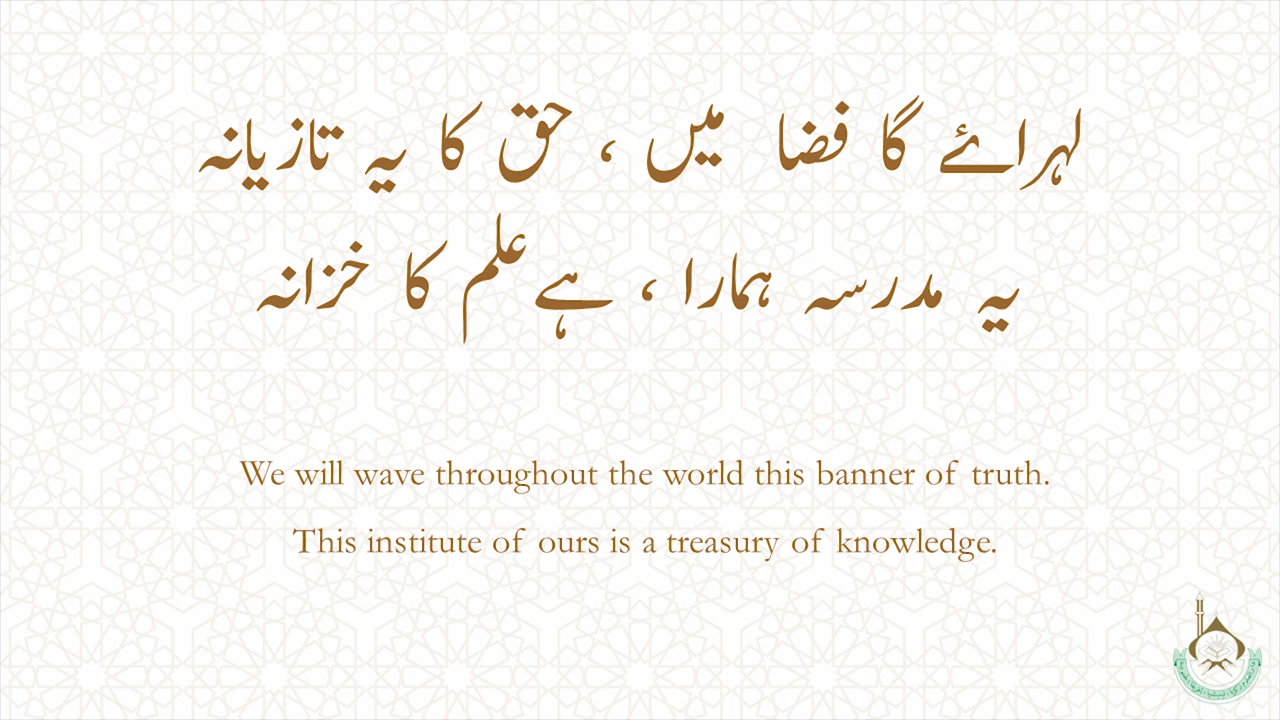 لہرائے گا فضا میں ، حق کا یہ تازیانہ
یہ مدرسہ ہمارا ، ہے علم کا خزانہ
We will wave throughout the world this banner of truth.
This institute of ours is a treasury of knowledge.